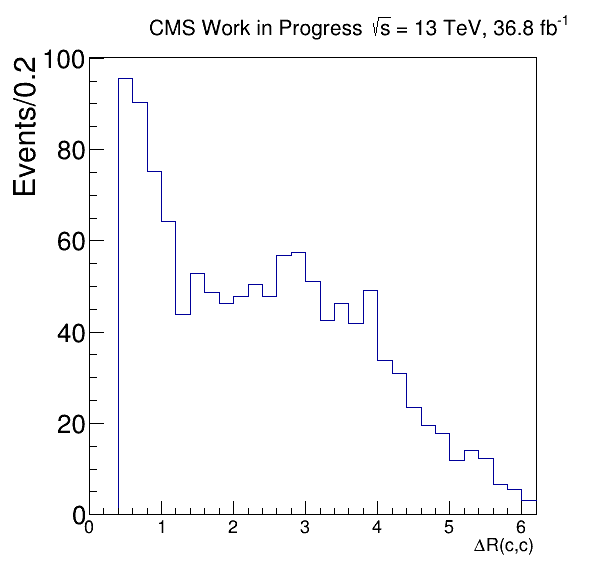 CMS Work in Progress √s = 13 TeV, 36.8 fb⁻¹
Events/0.2
100
80
60
40
20
0
0 1 2 3 4 5 6
ΔR(c,c)